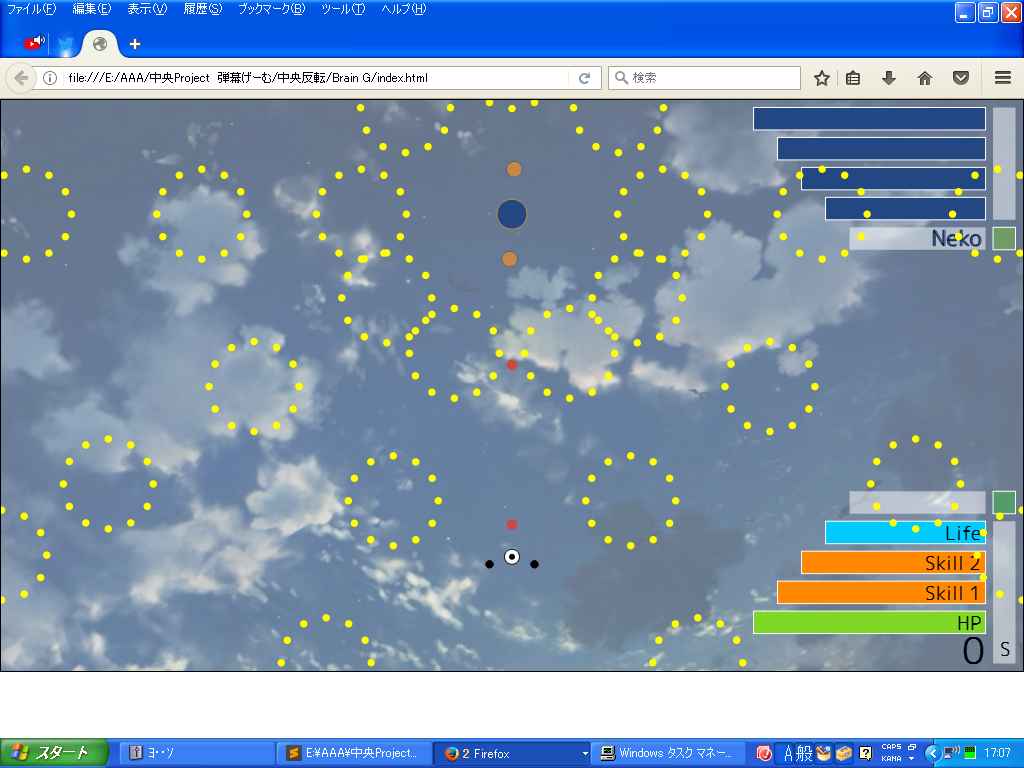 ファイル(F) 編集(E) 表示(V) 履歴(S) ブックマーク(B) ツール(T) ヘルプ(H)
file:///E:/AAA/中央Project 弾幕げーむ/中央反転/Brain G/index.html
検索
Neko
Life
Skill 2
Skill 1
HP
0
S
スタート
ヨ・・ソ
E:¥AAA¥中央Project...
2 Firefox
Windows タスク マネー...
A 般
CAPS
KANA
17:07